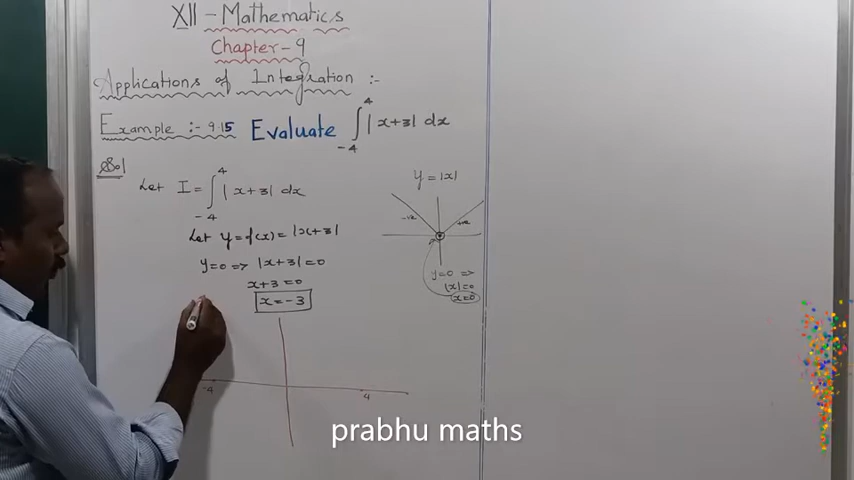 XII - Mathematics
Chapter - 9
Applications of Integration :-
Example :- 9.15 Evaluate ∫_{-4}^{4} |x+3| dx
Sol
Let I = ∫_{-4}^{4} |x+3| dx
Let y = f(x) = |x+3|
y=0 => |x+3| = 0
x+3 = 0
x = -3
-4 4
y = |x|
-ve +ve
y=0 =>
|x|=0
x=0
prabhu maths